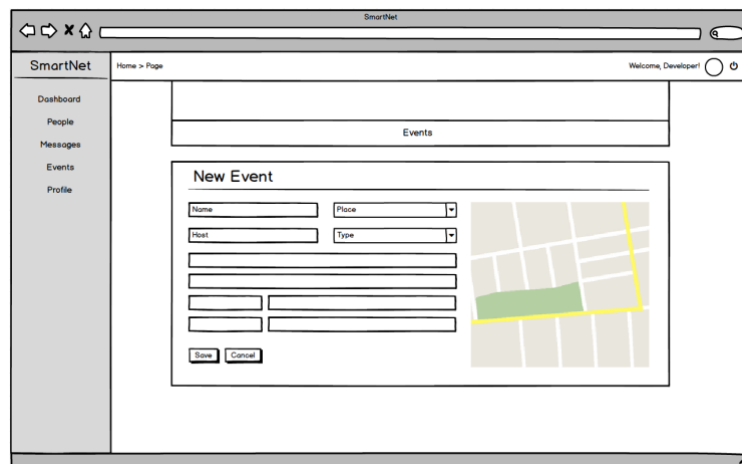 SmartNet
SmartNet
Home > Page
Welcome, Developer!
Dashboard
People
Messages
Events
Profile
Events
New Event
Name
Place
Host
Type
Save
Cancel